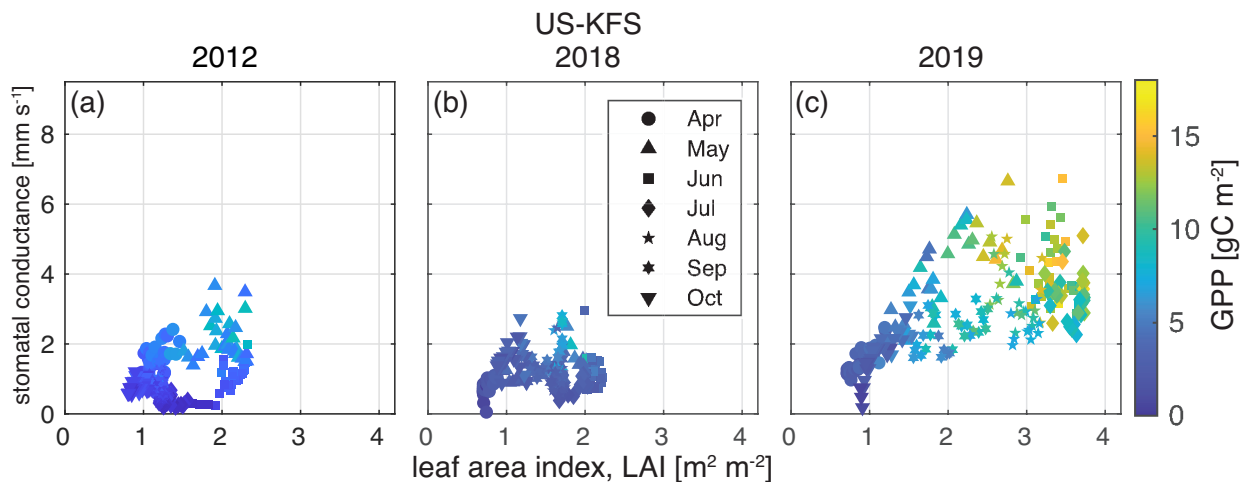 US-KFS
2012 2018 2019
(a) (b) (c)
stomatal conductance [mm s⁻¹]
8
6
4
2
0
Apr
May
Jun
Jul
Aug
Sep
Oct
0 1 2 3 4 0 1 2 3 4 0 1 2 3 4
leaf area index, LAI [m² m⁻²]
15
10
5
0
GPP [gC m⁻²]